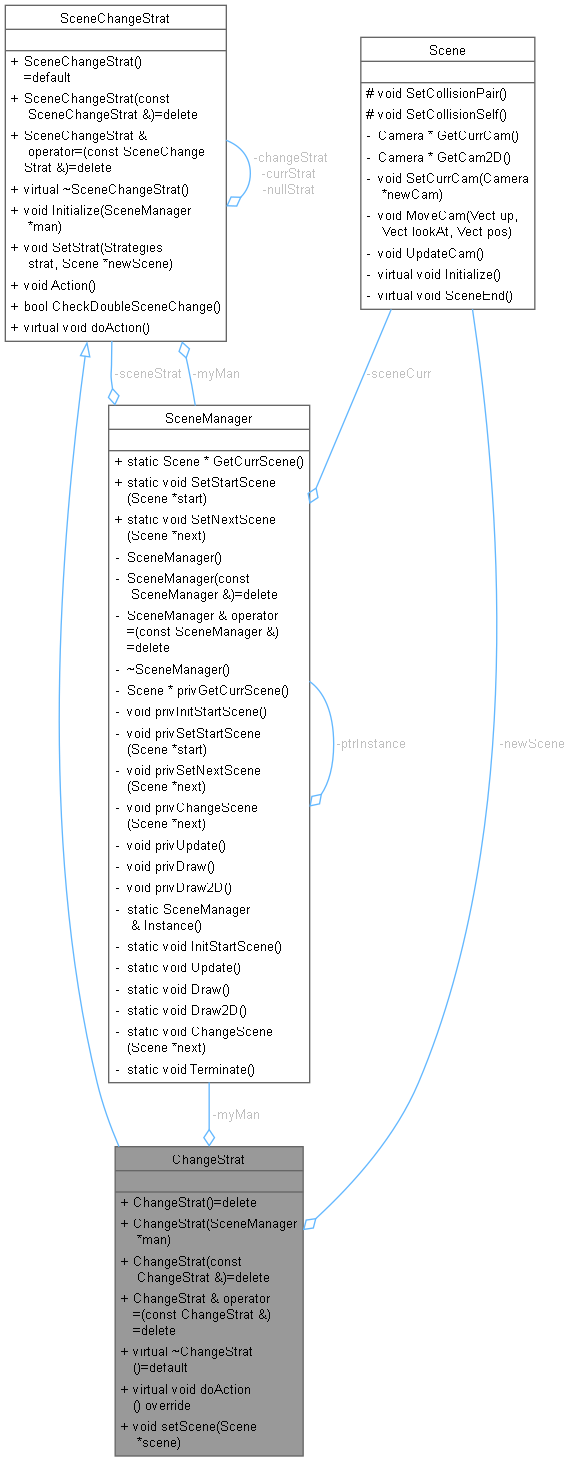 SceneChangeStrat
+ SceneChangeStrat()
=default
+ SceneChangeStrat(const
SceneChangeStrat &)=delete
+ SceneChangeStrat &
operator=(const SceneChange
Strat &)=delete
+ virtual ~SceneChangeStrat()
+ void Initialize(SceneManager
*man)
+ void SetStrat(Strategies
strat, Scene *newScene)
+ void Action()
+ bool CheckDoubleSceneChange()
+ virtual void doAction()
-changeStrat
-currStrat
-nullStrat
Scene
# void SetCollisionPair()
# void SetCollisionSelf()
- Camera * GetCurrCam()
- Camera * GetCam2D()
- void SetCurrCam(Camera
*newCam)
- void MoveCam(Vect up,
Vect lookAt, Vect pos)
- void UpdateCam()
- virtual void Initialize()
- virtual void SceneEnd()
-sceneStrat
-myMan
-sceneCurr
SceneManager
+ static Scene * GetCurrScene()
+ static void SetStartScene
(Scene *start)
+ static void SetNextScene
(Scene *next)
- SceneManager()
- SceneManager(const
SceneManager &)=delete
- SceneManager & operator
=(const SceneManager &)
=delete
- ~SceneManager()
- Scene * privGetCurrScene()
- void privInitStartScene()
- void privSetStartScene
(Scene *start)
- void privSetNextScene
(Scene *next)
- void privChangeScene
(Scene *next)
- void privUpdate()
- void privDraw()
- void privDraw2D()
- static SceneManager
& Instance()
- static void InitStartScene()
- static void Update()
- static void Draw()
- static void Draw2D()
- static void ChangeScene
(Scene *next)
- static void Terminate()
-ptrInstance
-newScene
-myMan
ChangeStrat
+ ChangeStrat()=delete
+ ChangeStrat(SceneManager
*man)
+ ChangeStrat(const
ChangeStrat &)=delete
+ ChangeStrat & operator
=(const ChangeStrat &)
=delete
+ virtual ~ChangeStrat
()=default
+ virtual void doAction
() override
+ void setScene(Scene
*scene)